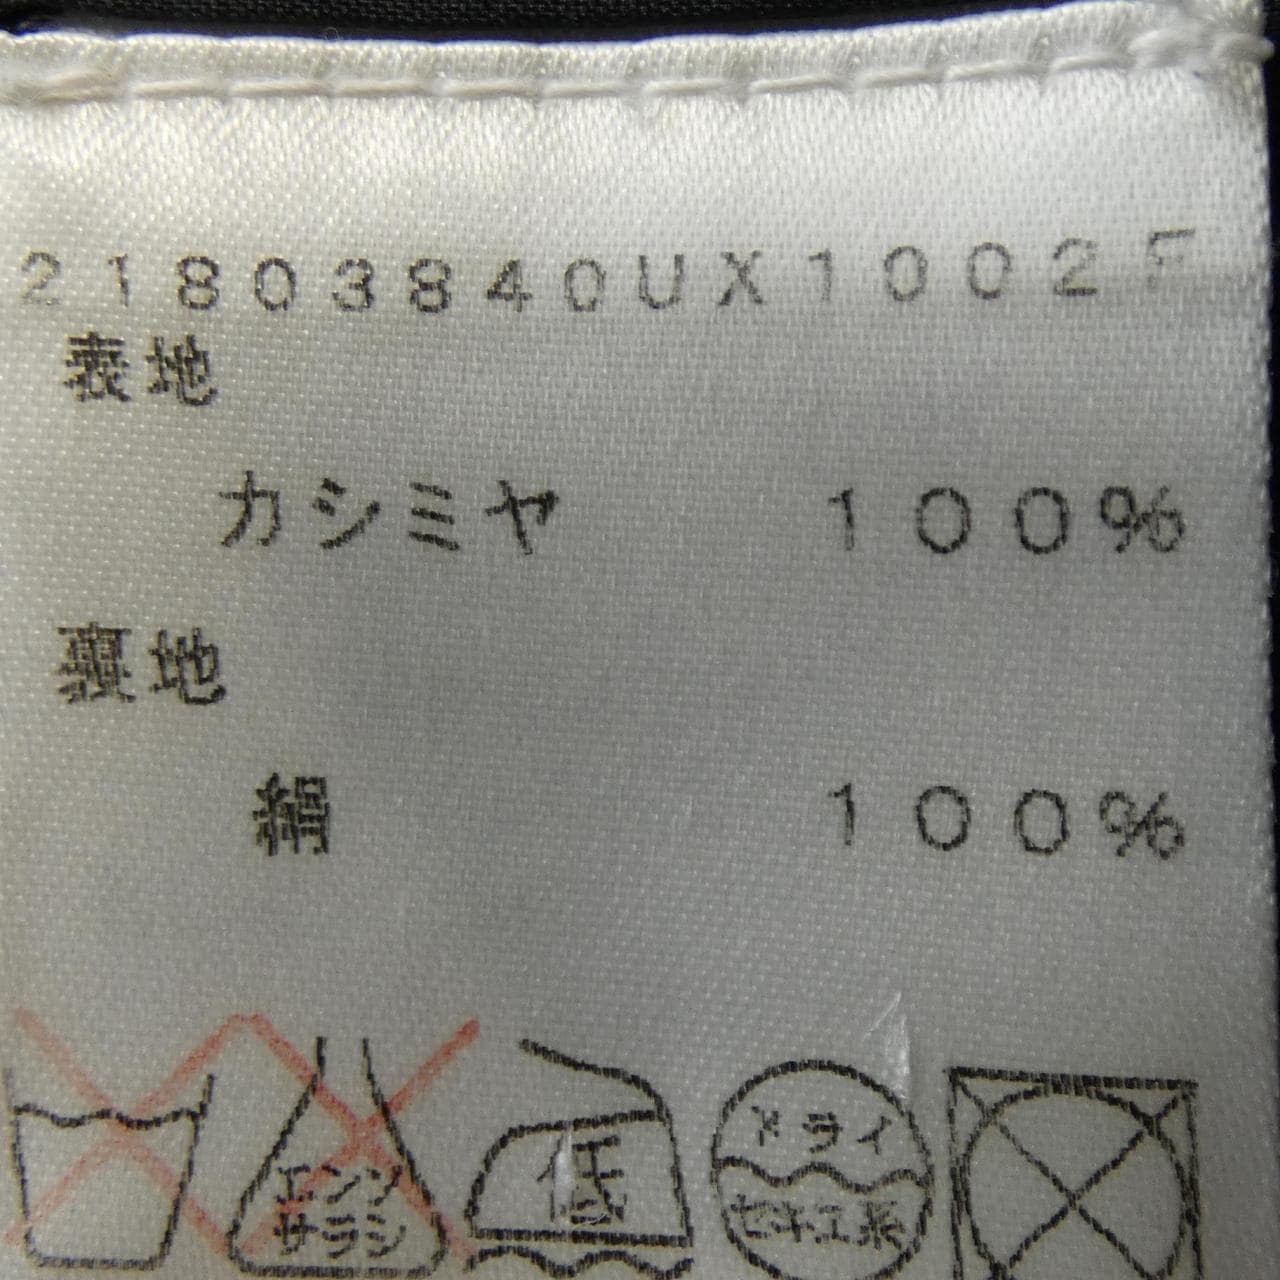 21803840UX1002F
表地
カシミヤ 100%
裏地
絹 100%
エンソ
サラシ
低
ドライ
セキユ系